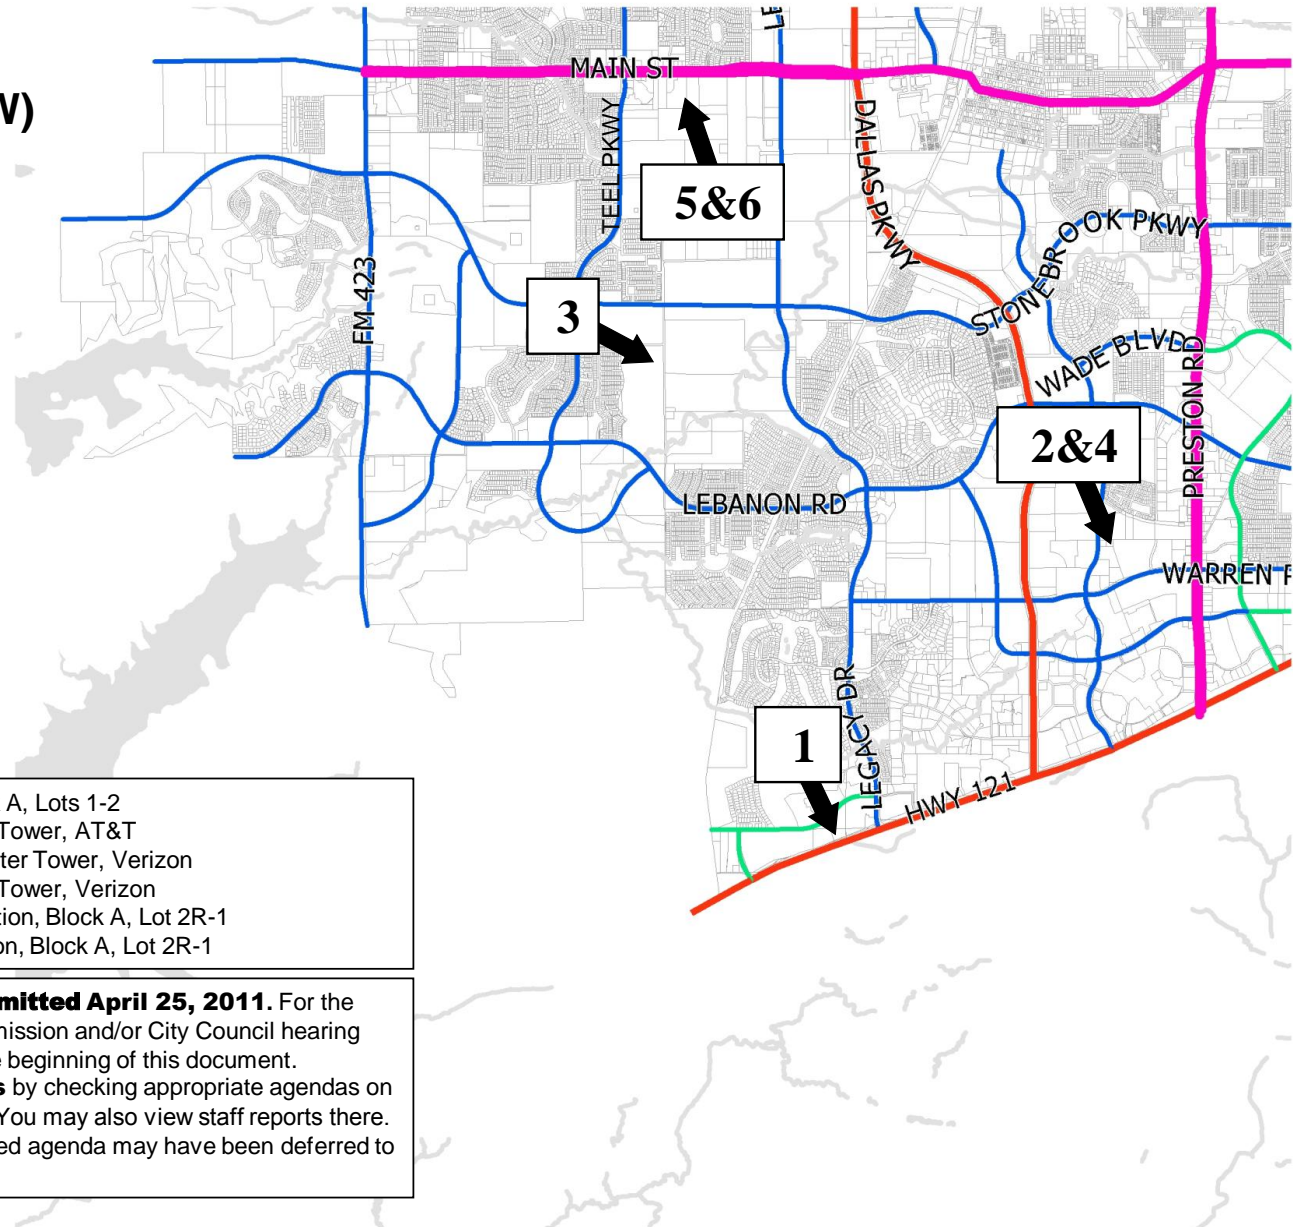 W)
MAIN ST
TEEL PKWY
DALLAS PKWY
5&6
STONEBROOK PKWY
FM 423
3
WADE BLVD
PRESTON RD
2&4
LEBANON RD
WARREN
LEGACY DR
1
HWY 121
A, Lots 1-2
Tower, AT&T
ter Tower, Verizon
Tower, Verizon
tion, Block A, Lot 2R-1
on, Block A, Lot 2R-1
mitted April 25, 2011. For the
mission and/or City Council hearing
e beginning of this document.
s by checking appropriate agendas on
You may also view staff reports there.
ed agenda may have been deferred to